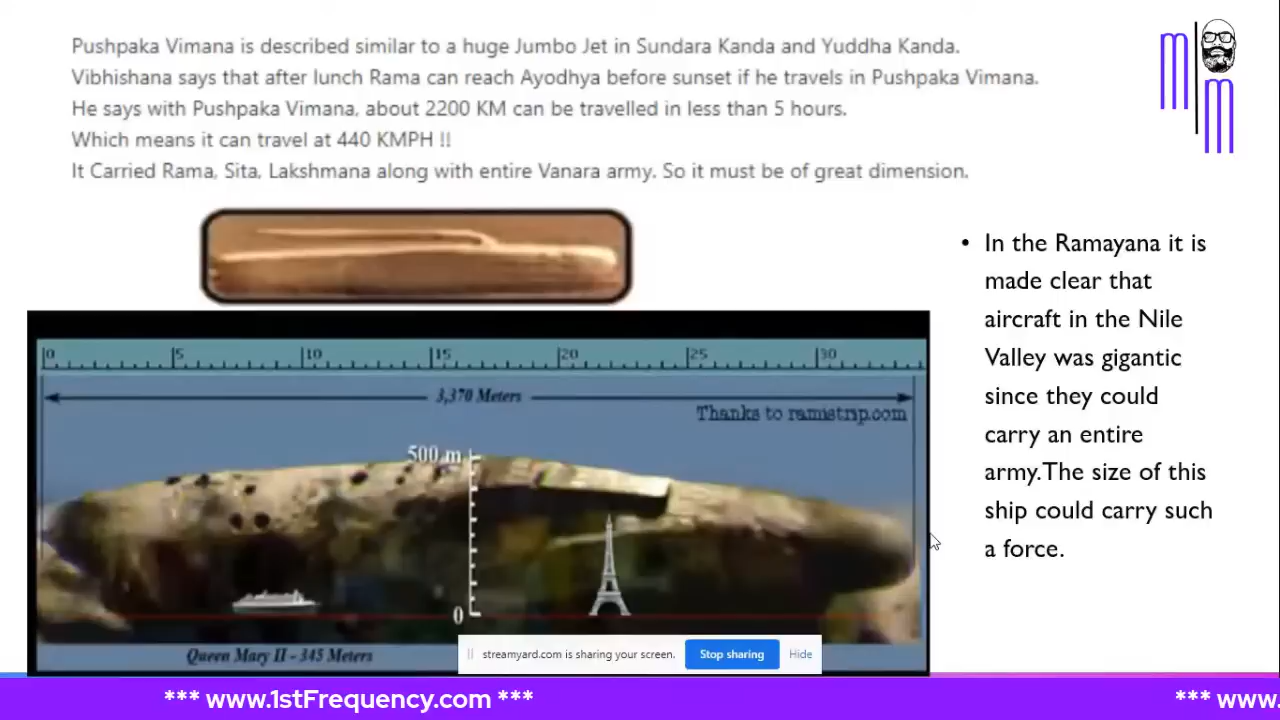 Pushpaka Vimana is described similar to a huge Jumbo Jet in Sundara Kanda and Yuddha Kanda.
Vibhishana says that after lunch Rama can reach Ayodhya before sunset if he travels in Pushpaka Vimana.
He says with Pushpaka Vimana, about 2200 KM can be travelled in less than 5 hours.
Which means it can travel at 440 KMPH !!
It Carried Rama, Sita, Lakshmana along with entire Vanara army. So it must be of great dimension.
m
m
• In the Ramayana it is
made clear that
aircraft in the Nile
Valley was gigantic
since they could
carry an entire
army.The size of this
ship could carry such
a force.
0 5 10 15 20 25 30
3,370 Meters
Thanks to ramistrip.com
500 m
0
Queen Mary II - 345 Meters
streamyard.com is sharing your screen. Stop sharing Hide
*** www.1stFrequency.com *** *** www.